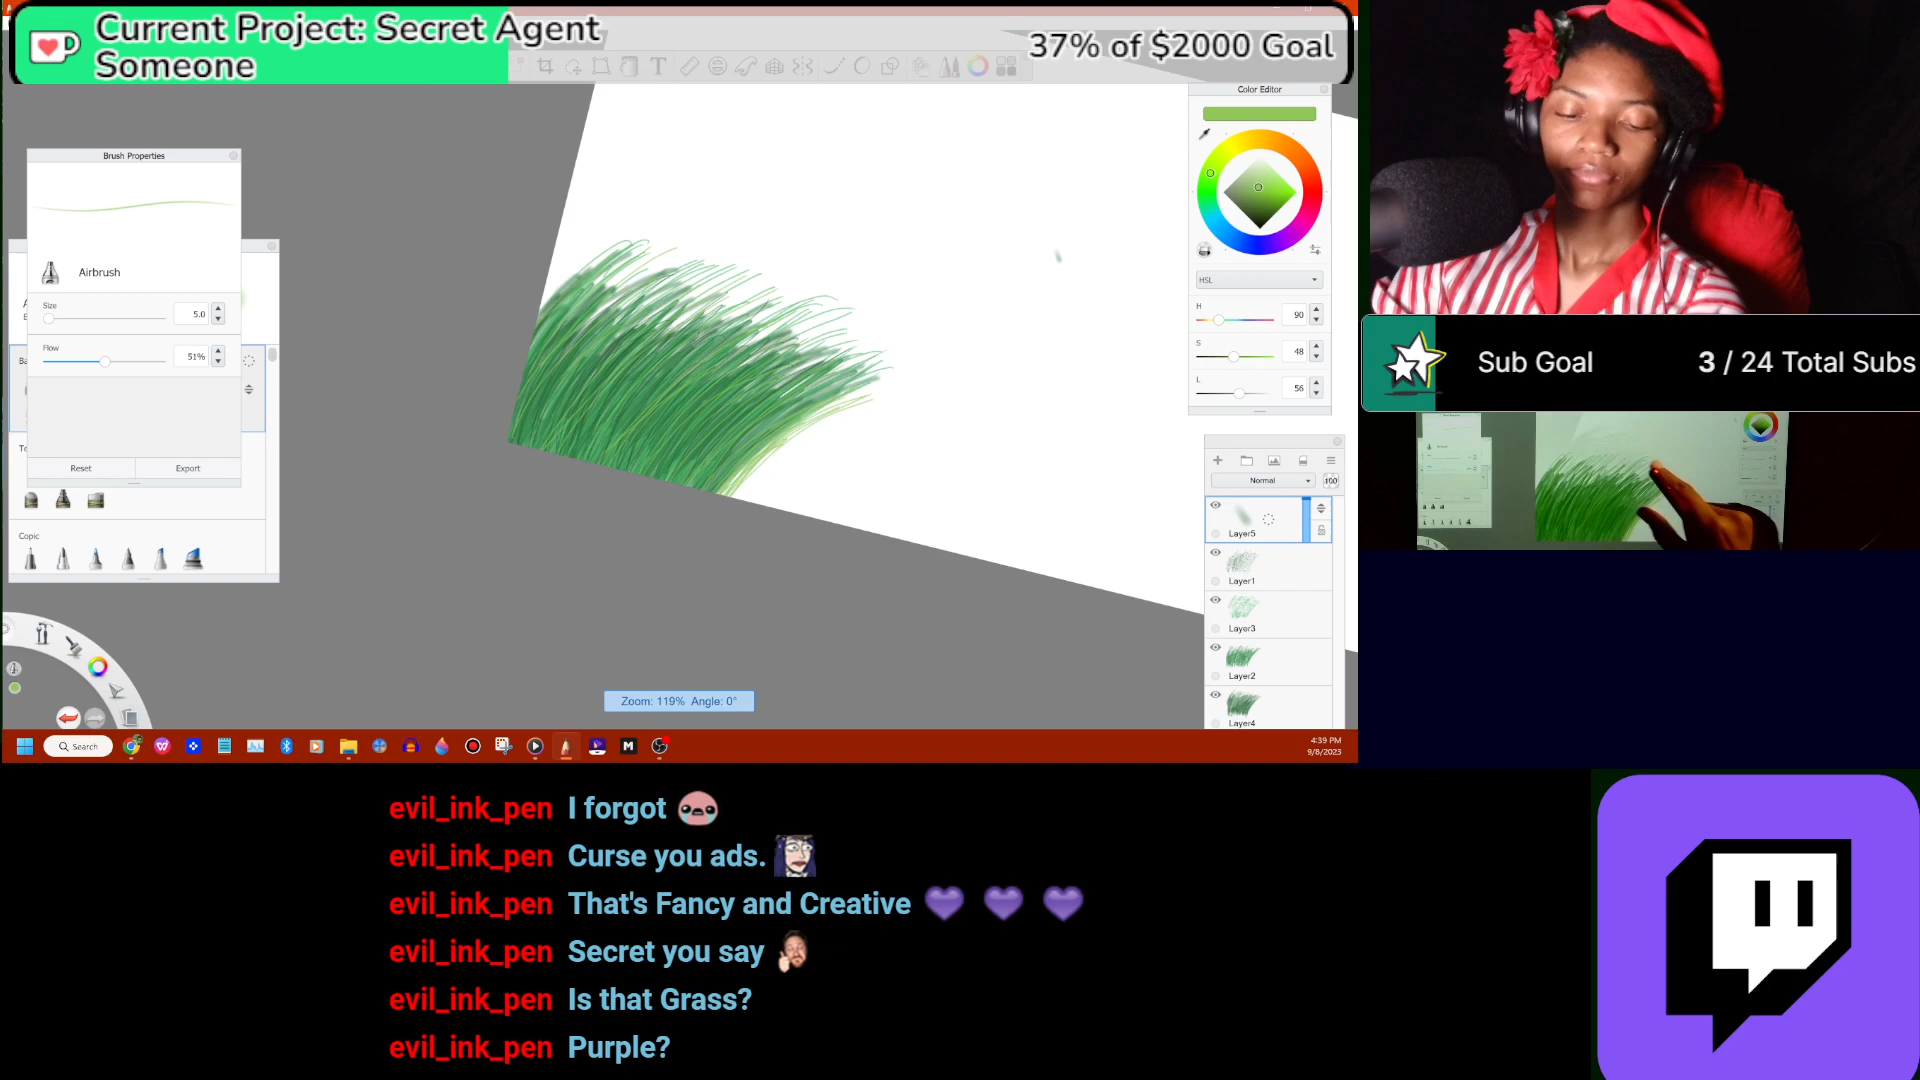 Current Project: Secret Agent
Someone
37% of $2000 Goal
Color Editor
Brush Properties
Airbrush
Size
5.0
Flow
51%
Reset
Export
Copic
HSL
H
90
S
48
L
56
Normal
100
Layer5
Layer1
Layer3
Layer2
Layer4
Zoom: 119% Angle: 0°
Search
4:39 PM
9/8/2023
Sub Goal
3 / 24 Total Subs
evil_ink_pen I forgot
evil_ink_pen Curse you ads.
evil_ink_pen That's Fancy and Creative
evil_ink_pen Secret you say
evil_ink_pen Is that Grass?
evil_ink_pen Purple?